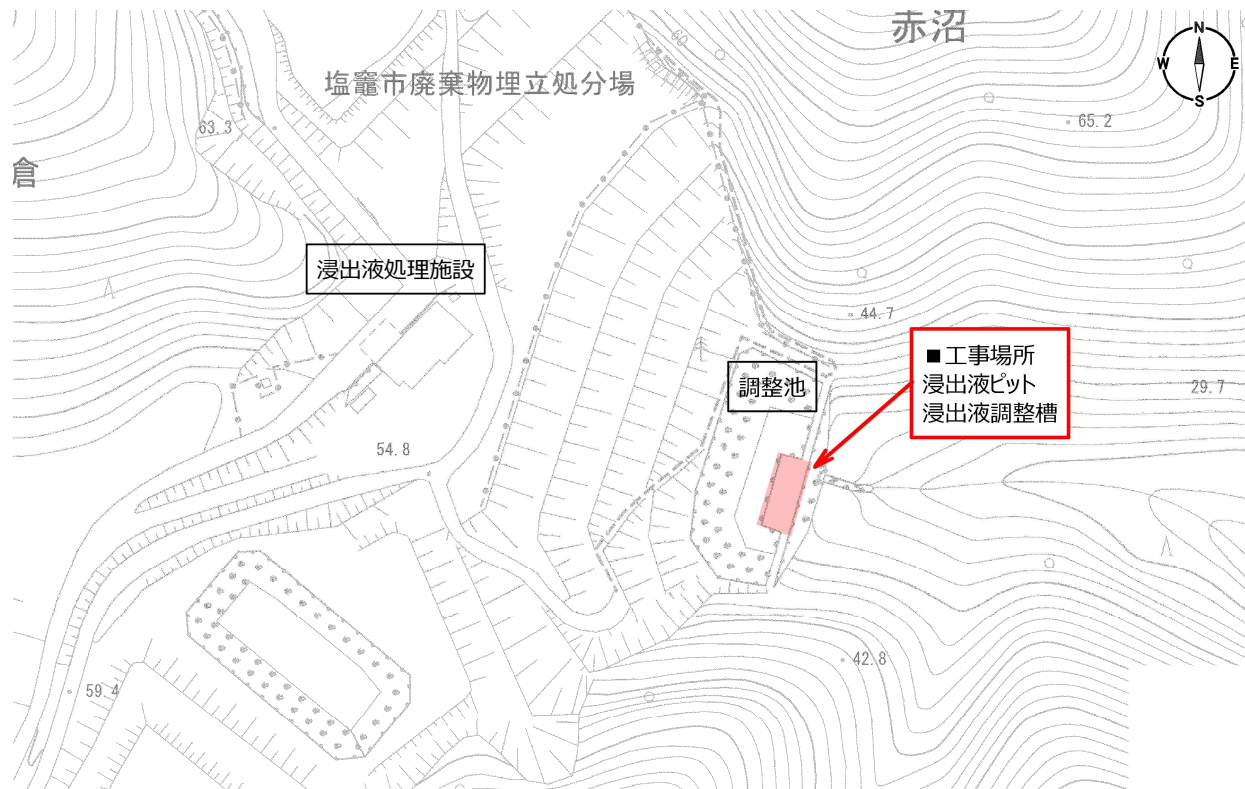 赤沼
N
W E
S
60
塩竈市廃棄物埋立処分場
63.3
65.2
倉
浸出液処理施設
44.7
■工事場所
浸出液ピット
浸出液調整槽
調整池
29.7
54.8
42.8
59.4